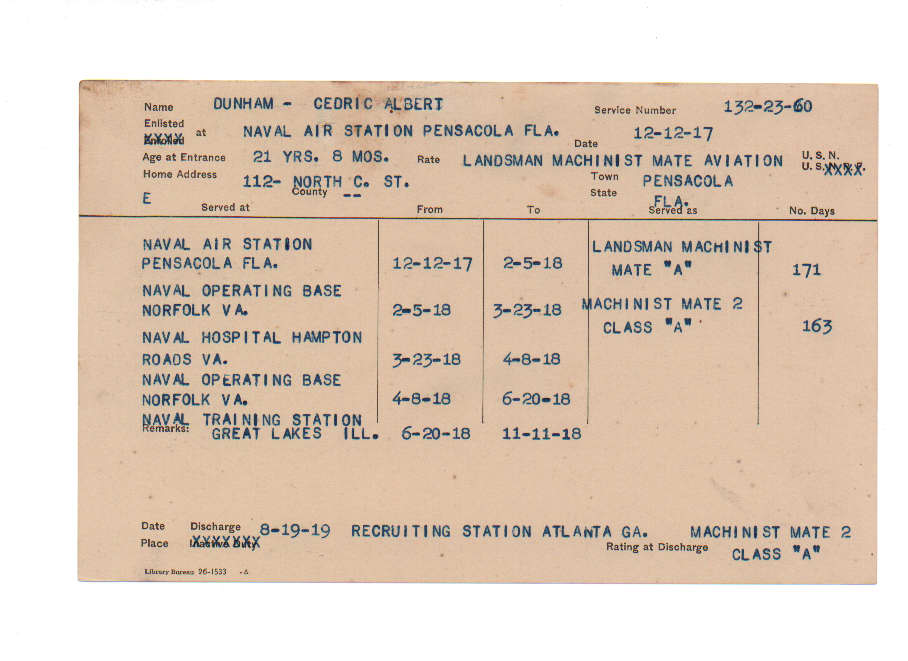 Name DUNHAM - CEDRIC ALBERT Service Number 132-23-60
Enlisted
Enrolled at NAVAL AIR STATION PENSACOLA FLA. Date 12-12-17
Age at Entrance 21 YRS. 8 MOS. Rate LANDSMAN MACHINIST MATE AVIATION U. S. N.
U. S. N. R. F.
Home Address 112- NORTH C. ST. Town PENSACOLA
E County -- State FLA.
Served at From To Served as No. Days
NAVAL AIR STATION LANDSMAN MACHINIST
PENSACOLA FLA. 12-12-17 2-5-18 MATE "A" 171
NAVAL OPERATING BASE MACHINIST MATE 2
NORFOLK VA. 2-5-18 3-23-18 CLASS "A" 163
NAVAL HOSPITAL HAMPTON
ROADS VA. 3-23-18 4-8-18
NAVAL OPERATING BASE
NORFOLK VA. 4-8-18 6-20-18
NAVAL TRAINING STATION
Remarks: GREAT LAKES ILL. 6-20-18 11-11-18
Date Discharge 8-19-19 RECRUITING STATION ATLANTA GA. MACHINIST MATE 2
Place Inactive Duty Rating at Discharge CLASS "A"
Library Bureau 26-1533 -A